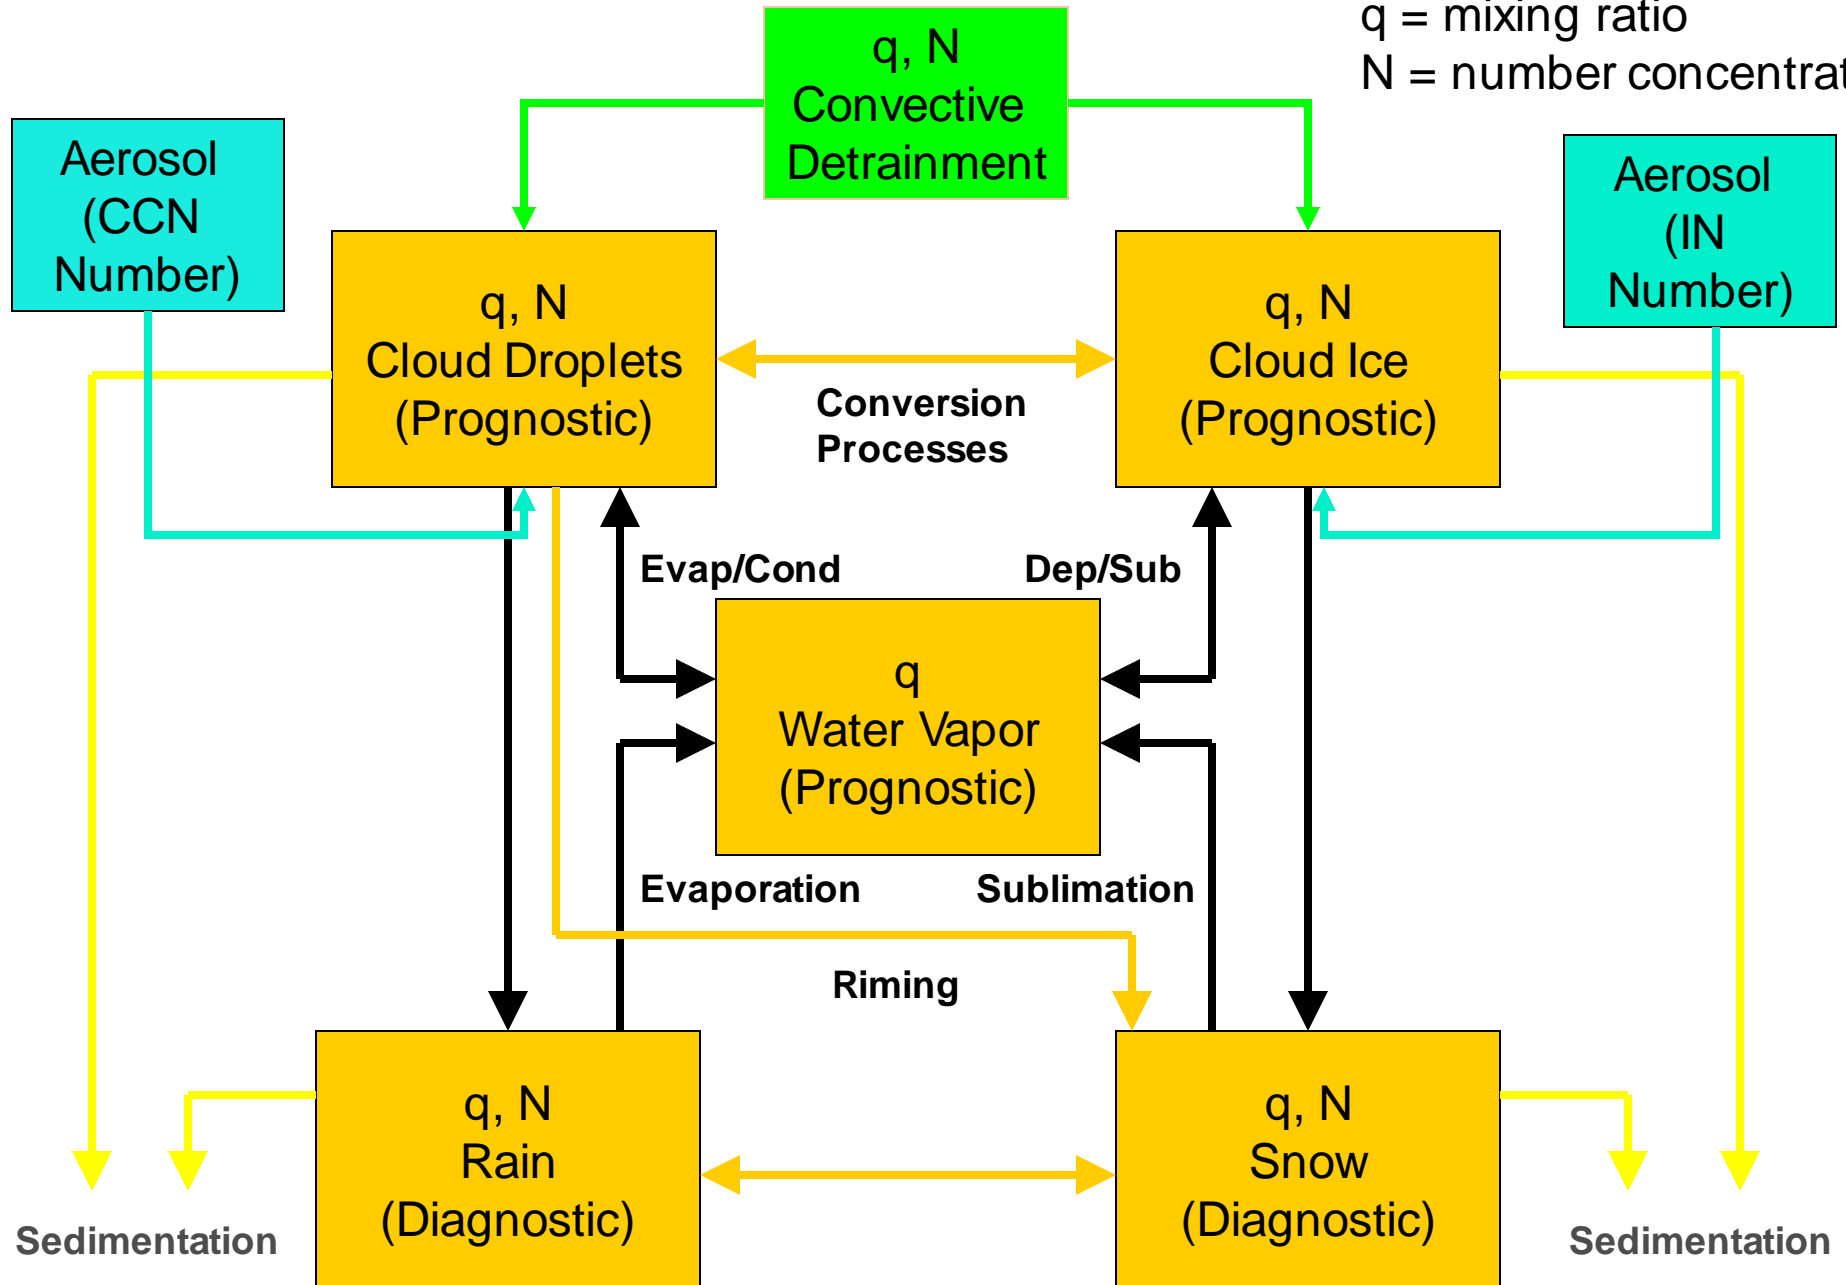 q = mixing ratio
N = number concentrat
q, N
Convective
Detrainment
Aerosol
(CCN
Number)
Aerosol
(IN
Number)
q, N
Cloud Droplets
(Prognostic)
q, N
Cloud Ice
(Prognostic)
Conversion
Processes
Evap/Cond
Dep/Sub
q
Water Vapor
(Prognostic)
Evaporation
Sublimation
Riming
q, N
Rain
(Diagnostic)
q, N
Snow
(Diagnostic)
Sedimentation
Sedimentation